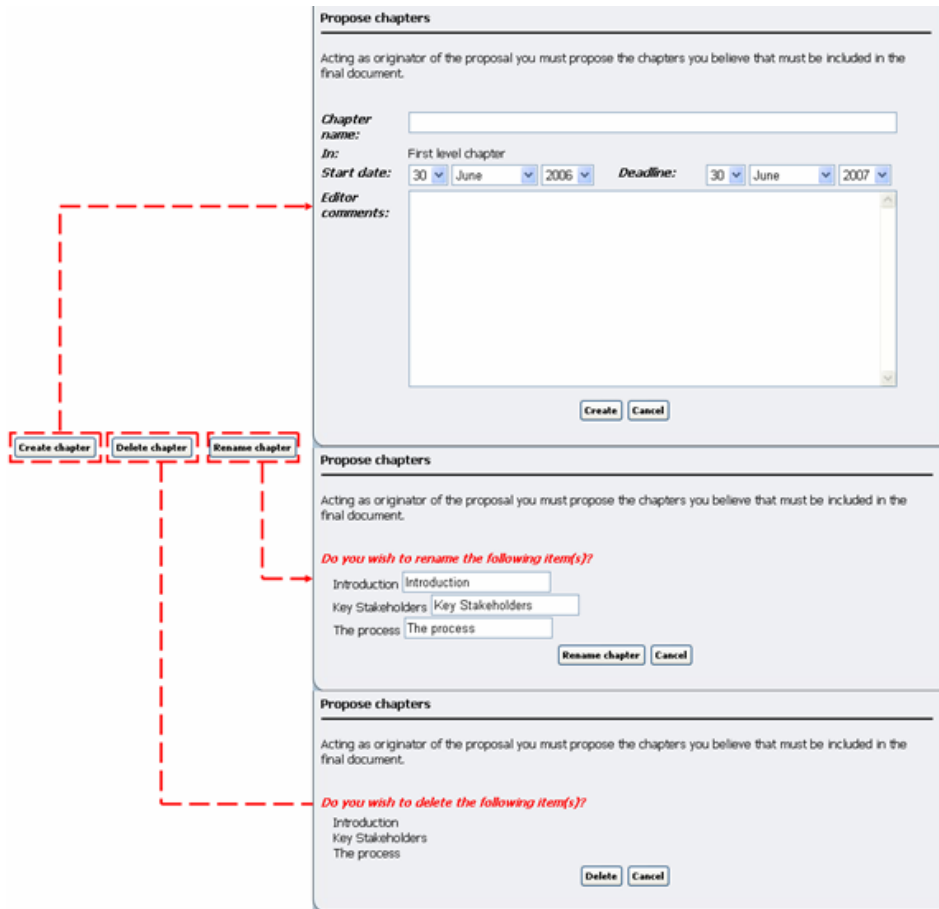 Propose chapters
Acting as originator of the proposal you must propose the chapters you believe that must be included in the
final document.
Chapter
name:
In: First level chapter
Start date: 30 June 2006 Deadline: 30 June 2007
Editor
comments:
Create Cancel
Create chapter Delete chapter Rename chapter
Propose chapters
Acting as originator of the proposal you must propose the chapters you believe that must be included in the
final document.
Do you wish to rename the following item(s)?
Introduction Introduction
Key Stakeholders Key Stakeholders
The process The process
Rename chapter Cancel
Propose chapters
Acting as originator of the proposal you must propose the chapters you believe that must be included in the
final document.
Do you wish to delete the following item(s)?
Introduction
Key Stakeholders
The process
Delete Cancel